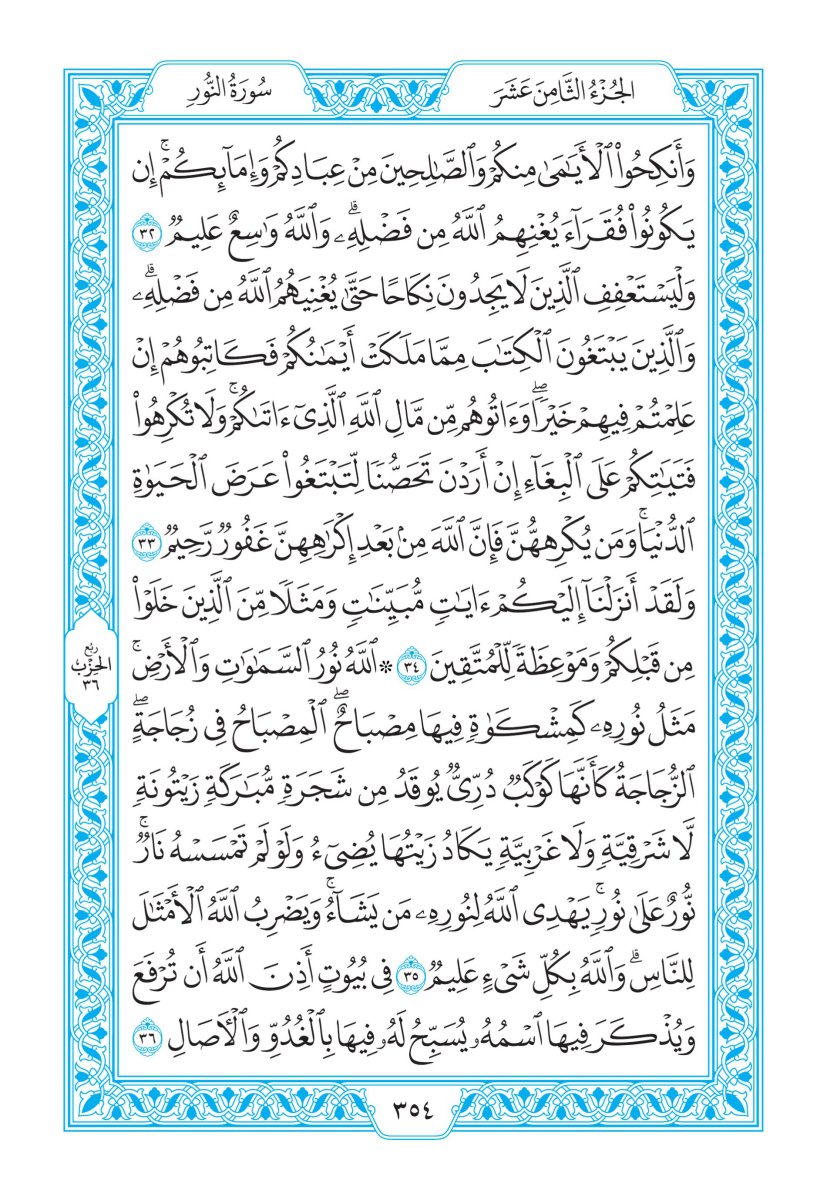 الجُزْءُ الثَّامِنَ عَشَرَ
سُورَةُ النُّورِ
وَأَنكِحُوا۟ ٱلْأَيَـٰمَىٰ مِنكُمْ وَٱلصَّـٰلِحِينَ مِنْ عِبَادِكُمْ وَإِمَآئِكُمْ ۚ إِن
يَكُونُوا۟ فُقَرَآءَ يُغْنِهِمُ ٱللَّهُ مِن فَضْلِهِۦ ۗ وَٱللَّهُ وَٰسِعٌ عَلِيمٌ ٣٢
وَلْيَسْتَعْفِفِ ٱلَّذِينَ لَا يَجِدُونَ نِكَاحًا حَتَّىٰ يُغْنِيَهُمُ ٱللَّهُ مِن فَضْلِهِۦ ۗ
وَٱلَّذِينَ يَبْتَغُونَ ٱلْكِتَـٰبَ مِمَّا مَلَكَتْ أَيْمَـٰنُكُمْ فَكَاتِبُوهُمْ إِنْ
عَلِمْتُمْ فِيهِمْ خَيْرًا ۖ وَءَاتُوهُم مِّن مَّالِ ٱللَّهِ ٱلَّذِىٓ ءَاتَىٰكُمْ ۚ وَلَا تُكْرِهُوا۟
فَتَيَـٰتِكُمْ عَلَى ٱلْبِغَآءِ إِنْ أَرَدْنَ تَحَصُّنًا لِّتَبْتَغُوا۟ عَرَضَ ٱلْحَيَوٰةِ
ٱلدُّنْيَا ۚ وَمَن يُكْرِههُّنَّ فَإِنَّ ٱللَّهَ مِنۢ بَعْدِ إِكْرَٰهِهِنَّ غَفُورٌ رَّحِيمٌ ٣٣
وَلَقَدْ أَنزَلْنَآ إِلَيْكُمْ ءَايَـٰتٍ مُّبَيِّنَـٰتٍ وَمَثَلًا مِّنَ ٱلَّذِينَ خَلَوْا۟
مِن قَبْلِكُمْ وَمَوْعِظَةً لِّلْمُتَّقِينَ ٣٤ ۞ ٱللَّهُ نُورُ ٱلسَّمَـٰوَٰتِ وَٱلْأَرْضِ ۚ
مَثَلُ نُورِهِۦ كَمِشْكَوٰةٍ فِيهَا مِصْبَاحٌ ۖ ٱلْمِصْبَاحُ فِى زُجَاجَةٍ ۖ
ٱلزُّجَاجَةُ كَأَنَّهَا كَوْكَبٌ دُرِّىٌّ يُوقَدُ مِن شَجَرَةٍ مُّبَـٰرَكَةٍ زَيْتُونَةٍ
لَّا شَرْقِيَّةٍ وَلَا غَرْبِيَّةٍ يَكَادُ زَيْتُهَا يُضِىٓءُ وَلَوْ لَمْ تَمْسَسْهُ نَارٌ ۚ
نُّورٌ عَلَىٰ نُورٍ ۗ يَهْدِى ٱللَّهُ لِنُورِهِۦ مَن يَشَآءُ ۚ وَيَضْرِبُ ٱللَّهُ ٱلْأَمْثَـٰلَ
لِلنَّاسِ ۗ وَٱللَّهُ بِكُلِّ شَىْءٍ عَلِيمٌ ٣٥ فِى بُيُوتٍ أَذِنَ ٱللَّهُ أَن تُرْفَعَ
وَيُذْكَرَ فِيهَا ٱسْمُهُۥ يُسَبِّحُ لَهُۥ فِيهَا بِٱلْغُدُوِّ وَٱلْـَٔاصَالِ ٣٦
ربع
الحِزْب
٣٦
٣٥٤